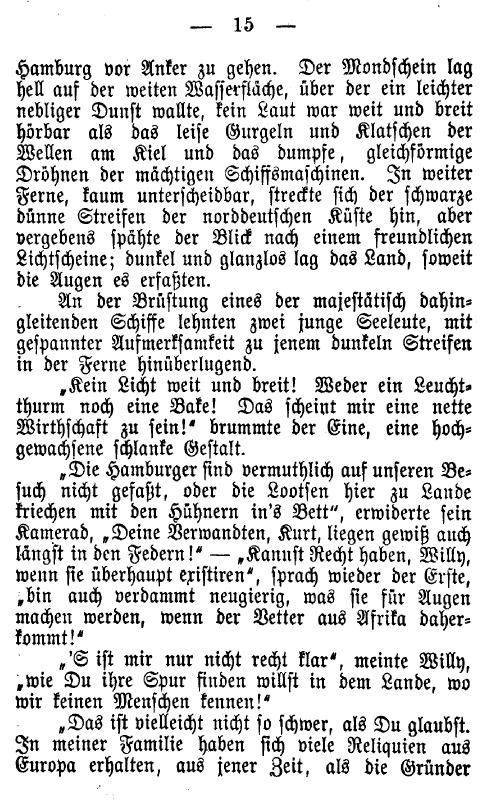 — 15 —
Hamburg vor Anker zu gehen. Der Mondschein lag
hell auf der weiten Wasserfläche, über der ein leichter
nebliger Dunst wallte, kein Laut war weit und breit
hörbar als das leise Gurgeln und Klatschen der
Wellen am Kiel und das dumpfe, gleichförmige
Dröhnen der mächtigen Schiffsmaschinen. In weiter
Ferne, kaum unterscheidbar, streckte sich der schwarze
dünne Streifen der norddeutschen Küste hin, aber
vergebens spähte der Blick nach einem freundlichen
Lichtscheine; dunkel und glanzlos lag das Land, soweit
die Augen es erfaßten.
An der Brüstung eines der majestätisch dahin-
gleitenden Schiffe lehnten zwei junge Seeleute, mit
gespannter Aufmerksamkeit zu jenem dunkeln Streifen
in der Ferne hinüberlugend.
„Kein Licht weit und breit! Weder ein Leucht-
thurm noch eine Bake! Das scheint mir eine nette
Wirthschaft zu sein!“ brummte der Eine, eine hoch-
gewachsene schlanke Gestalt.
„Die Hamburger sind vermuthlich auf unseren Be-
such nicht gefaßt, oder die Lootsen hier zu Lande
kriechen mit den Hühnern in's Bett“, erwiderte sein
Kamerad, „Deine Verwandten, Kurt, liegen gewiß auch
längst in den Federn!“ — „Kannst Recht haben, Willy,
wenn sie überhaupt existiren“, sprach wieder der Erste,
„bin auch verdammt neugierig, was sie für Augen
machen werden, wenn der Vetter aus Afrika daher-
kommt!“
„'S ist mir nur nicht recht klar“, meinte Willy,
„wie Du ihre Spur finden willst in dem Lande, wo
wir keinen Menschen kennen!“
„Das ist vielleicht nicht so schwer, als Du glaubst.
In meiner Familie haben sich viele Reliquien aus
Europa erhalten, aus jener Zeit, als die Gründer